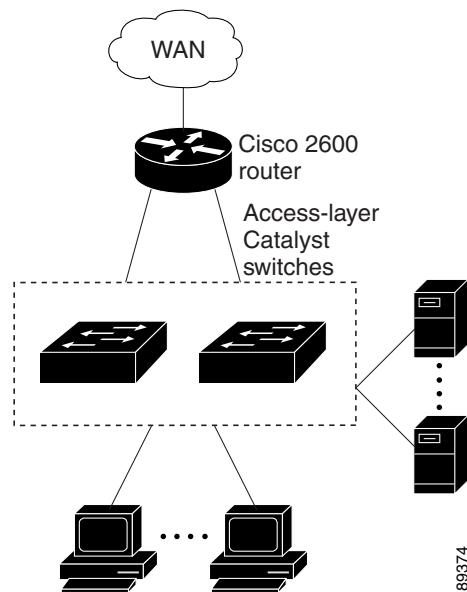 WAN
Cisco 2600
router
Access-layer
Catalyst
switches
89374